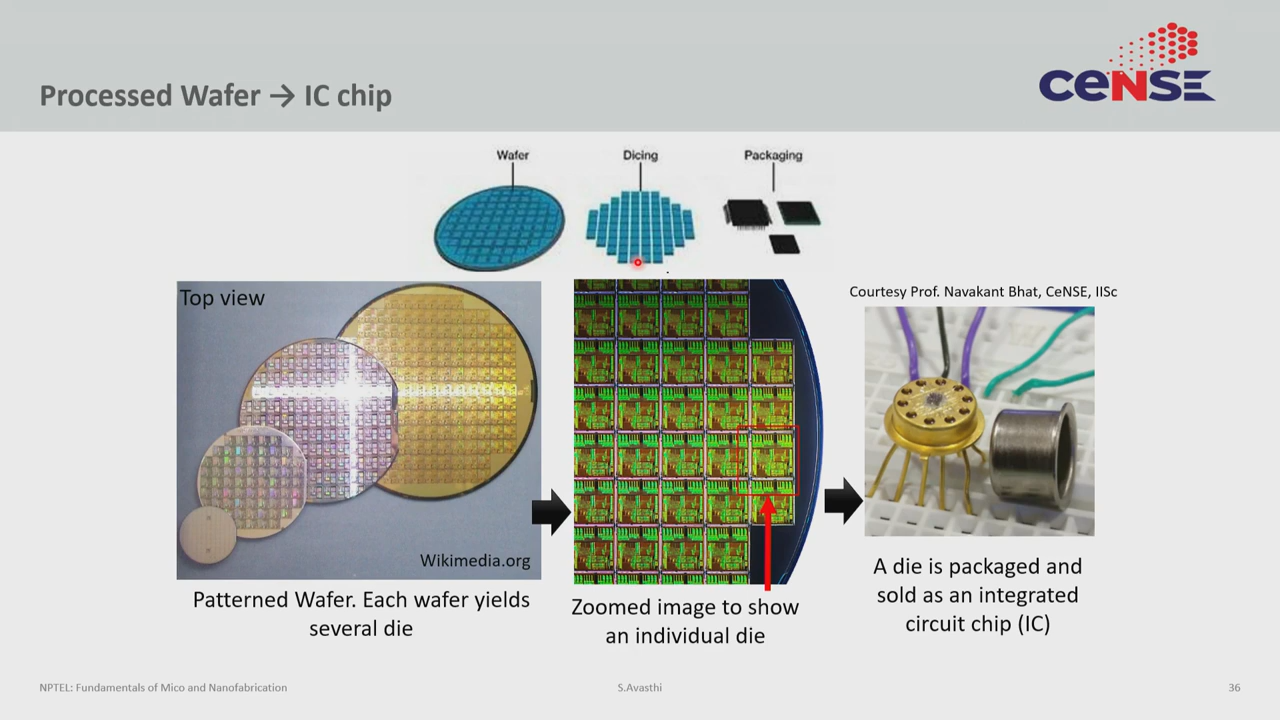 Processed Wafer → IC chip
CeNSE
Wafer
Dicing
Packaging
Top view
Wikimedia.org
Patterned Wafer. Each wafer yields
several die
Zoomed image to show
an individual die
Courtesy Prof. Navakant Bhat, CeNSE, IISc
A die is packaged and
sold as an integrated
circuit chip (IC)
NPTEL: Fundamentals of Mico and Nanofabrication
S.Avasthi
36